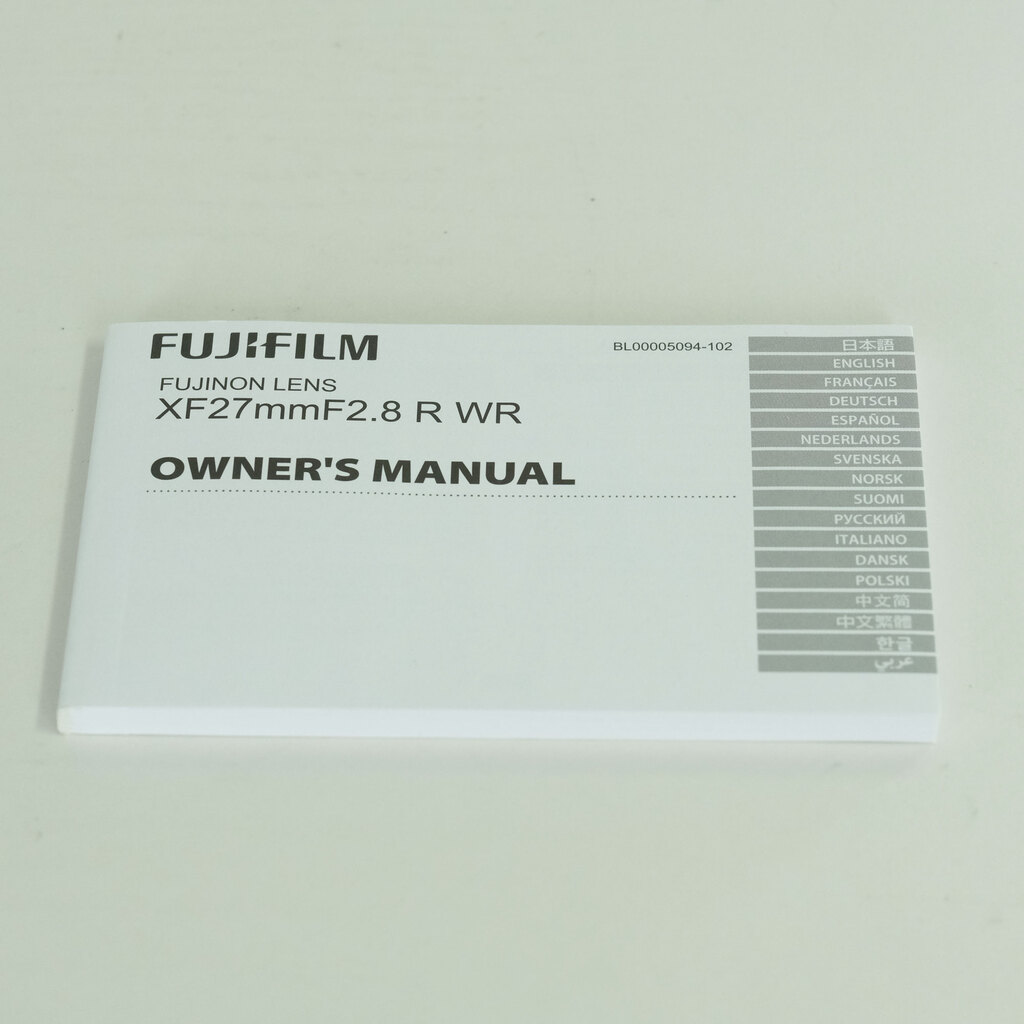 FUJIFILM
BL00005094-102
FUJINON LENS
XF27mmF2.8 R WR
OWNER'S MANUAL
日本語
ENGLISH
FRANÇAIS
DEUTSCH
ESPAÑOL
NEDERLANDS
SVENSKA
NORSK
SUOMI
РУССКИЙ
ITALIANO
DANSK
POLSKI
中文简
中文繁體
한글
عربي